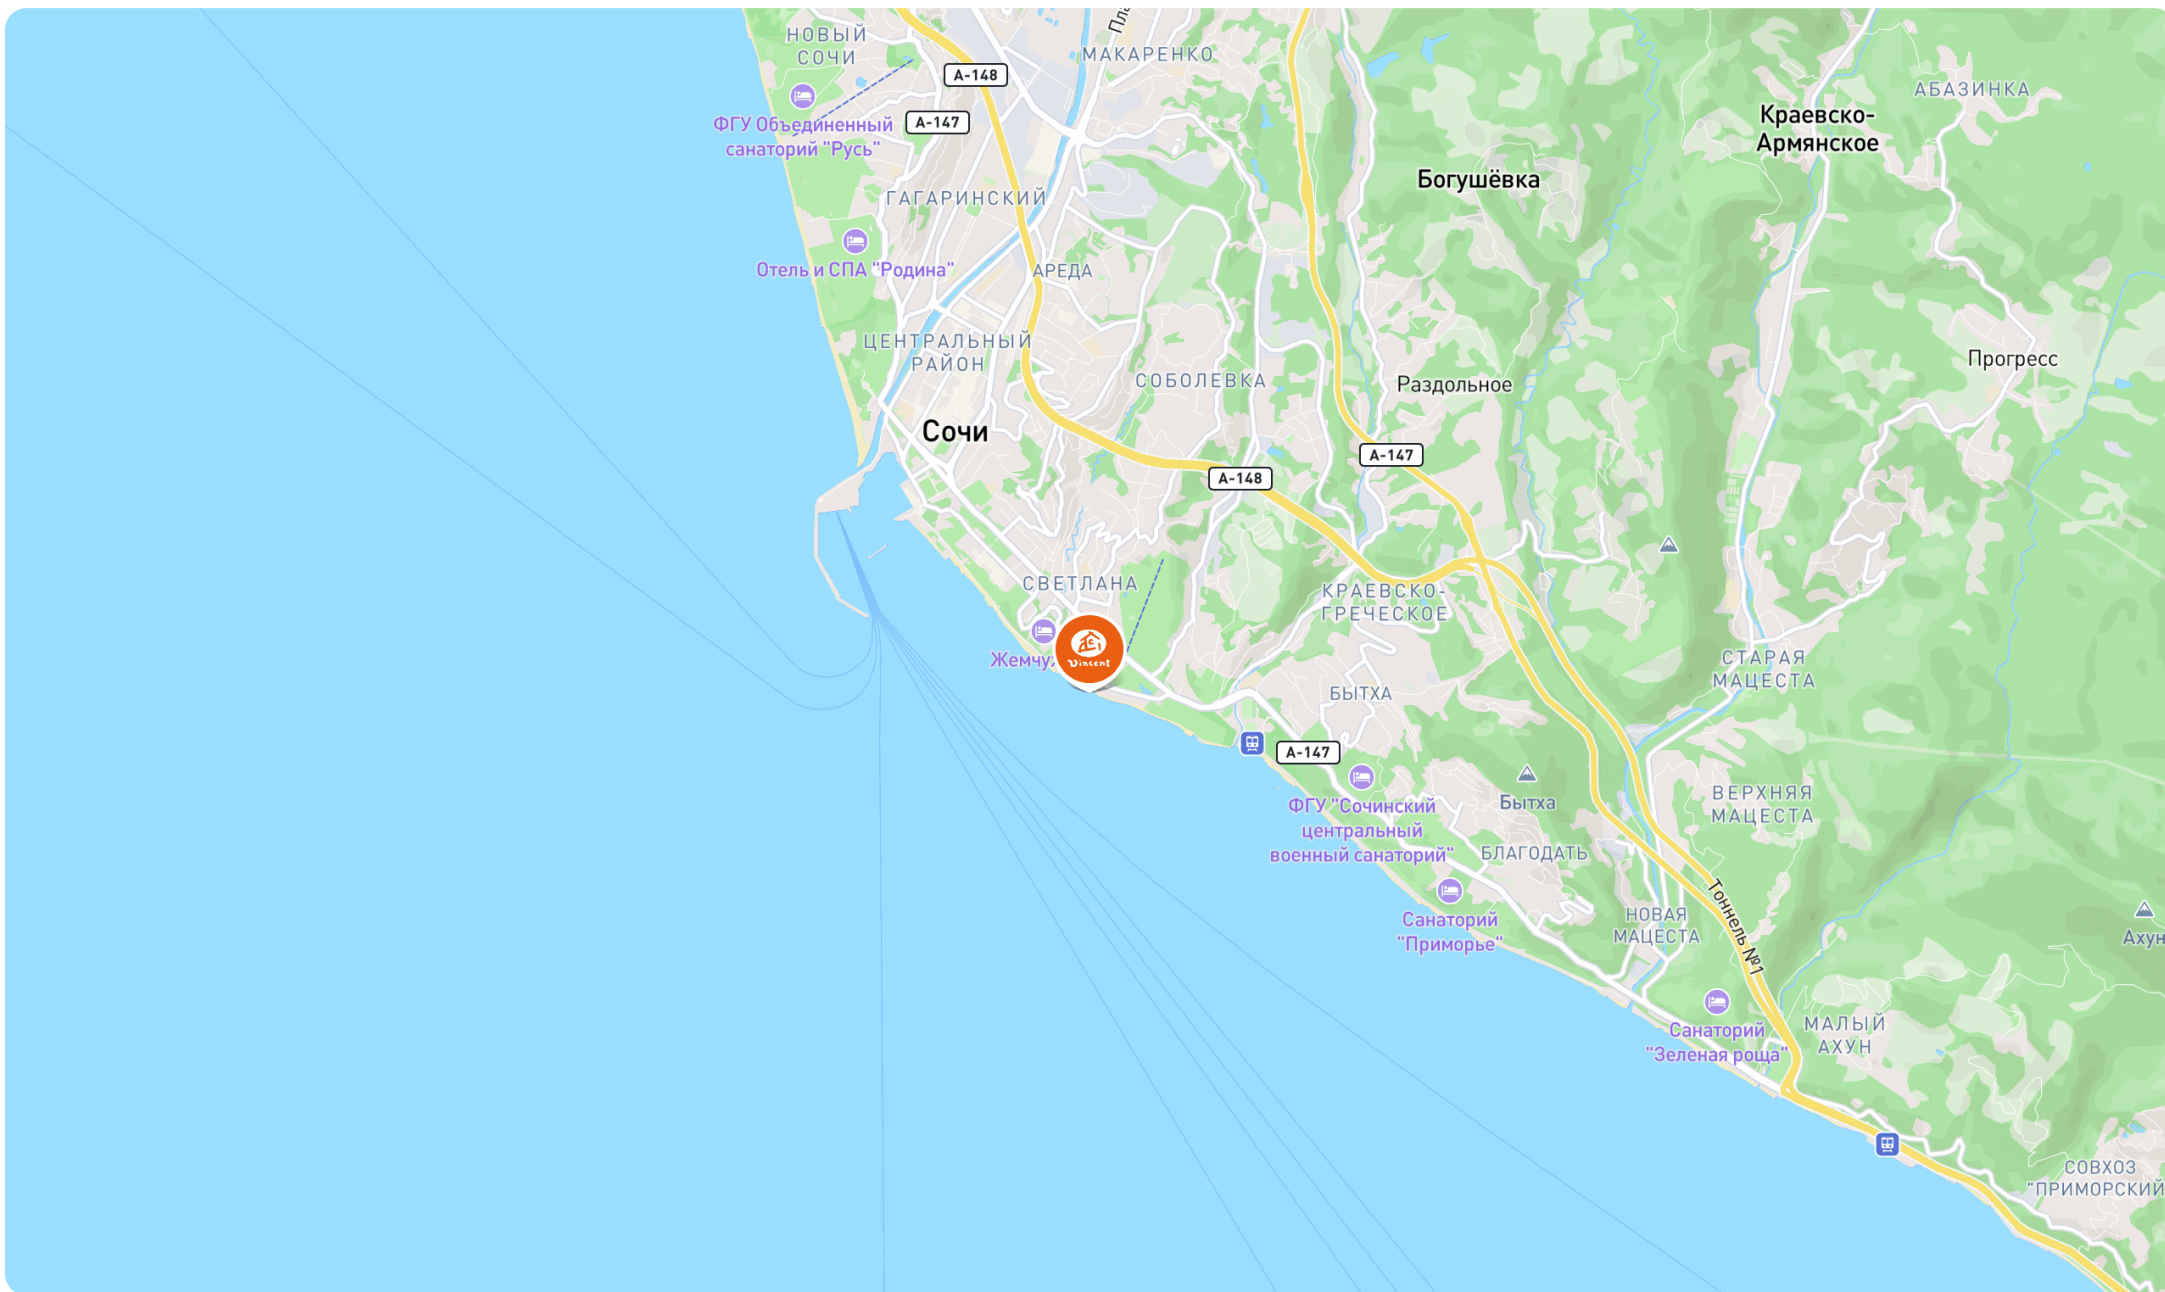 Пла
НОВЫЙ
СОЧИ
МАКАРЕНКО
А-148
А-147
ФГУ Объединенный
санаторий "Русь"
АБАЗИНКА
Краевско-
Армянское
Богушёвка
ГАГАРИНСКИЙ
Отель и СПА "Родина"
АРЕДА
ЦЕНТРАЛЬНЫЙ
РАЙОН
СОБОЛЕВКА
Раздольное
Прогресс
Сочи
А-147
А-148
СВЕТЛАНА
КРАЕВСКО-
ГРЕЧЕСКОЕ
Жемчу
Vincent
СТАРАЯ
МАЦЕСТА
БЫТХА
А-147
ФГУ "Сочинский
центральный
военный санаторий"
Бытха
ВЕРХНЯЯ
МАЦЕСТА
БЛАГОДАТЬ
Санаторий
"Приморье"
НОВАЯ
МАЦЕСТА
Тоннель №1
Ахун
Санаторий
"Зеленая роща"
МАЛЫЙ
АХУН
СОВХОЗ
"ПРИМОРСКИЙ